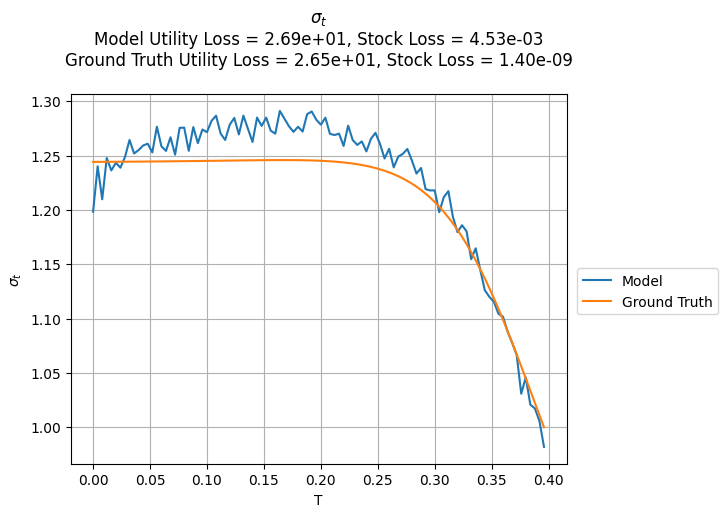 σt
Model Utility Loss = 2.69e+01, Stock Loss = 4.53e-03
Ground Truth Utility Loss = 2.65e+01, Stock Loss = 1.40e-09
1.30
1.25
1.20
1.15
1.10
1.05
1.00
σt
0.00 0.05 0.10 0.15 0.20 0.25 0.30 0.35 0.40
T
Model
Ground Truth